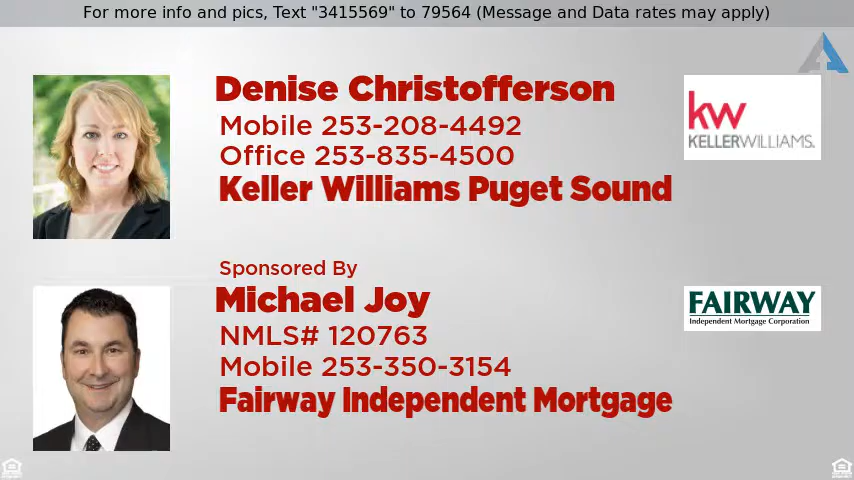 For more info and pics, Text "3415569" to 79564 (Message and Data rates may apply)
Denise Christofferson
Mobile 253-208-4492
Office 253-835-4500
Keller Williams Puget Sound
kw
KELLERWILLIAMS.
Sponsored By
Michael Joy
NMLS# 120763
Mobile 253-350-3154
Fairway Independent Mortgage
FAIRWAY
Independent Mortgage Corporation